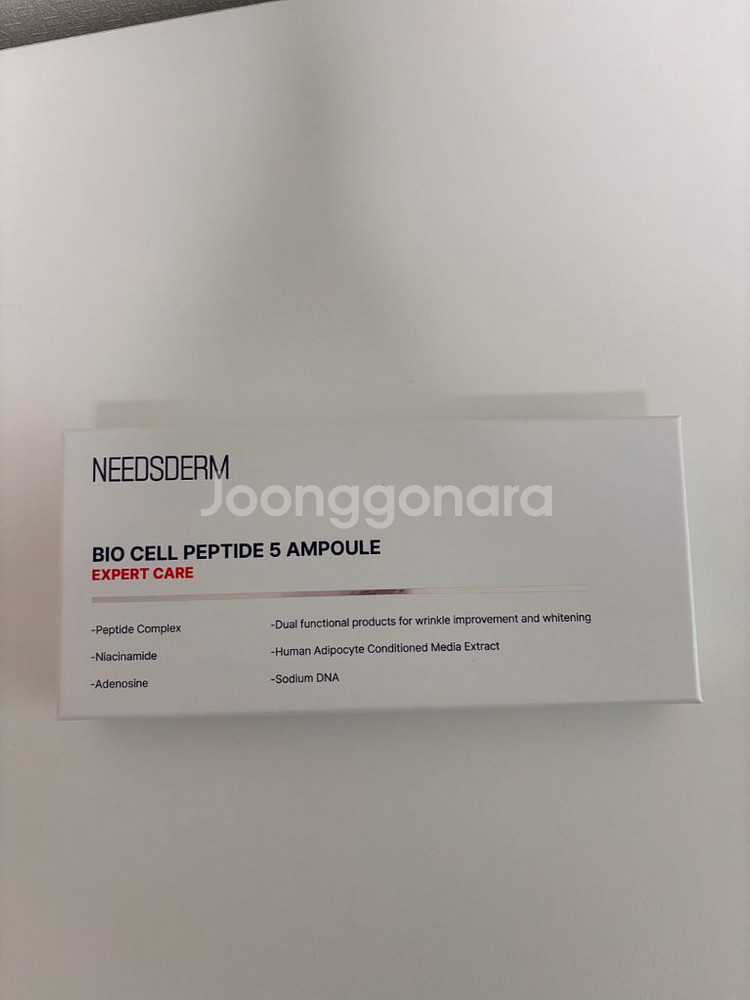 NEEDSDERM
Joonggonara
BIO CELL PEPTIDE 5 AMPOULE
EXPERT CARE
-Peptide Complex
-Niacinamide
-Adenosine
-Dual functional products for wrinkle improvement and whitening
-Human Adipocyte Conditioned Media Extract
-Sodium DNA